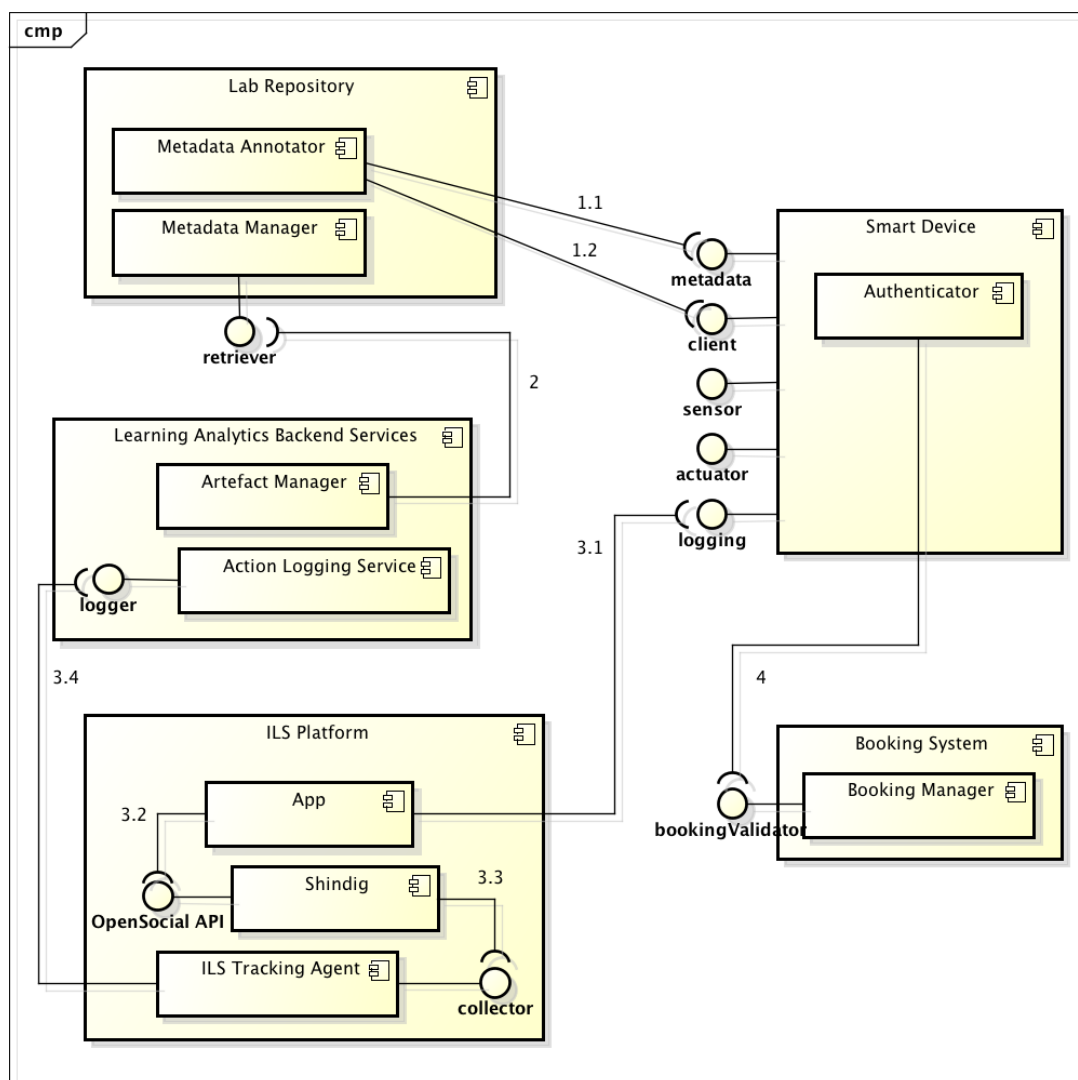 cmp
Lab Repository
Metadata Annotator
Metadata Manager
retriever
1.1
1.2
2
Smart Device
Authenticator
metadata
client
sensor
actuator
logging
Learning Analytics Backend Services
Artefact Manager
Action Logging Service
logger
3.1
3.4
4
ILS Platform
App
3.2
Shindig
3.3
OpenSocial API
ILS Tracking Agent
collector
Booking System
Booking Manager
bookingValidator